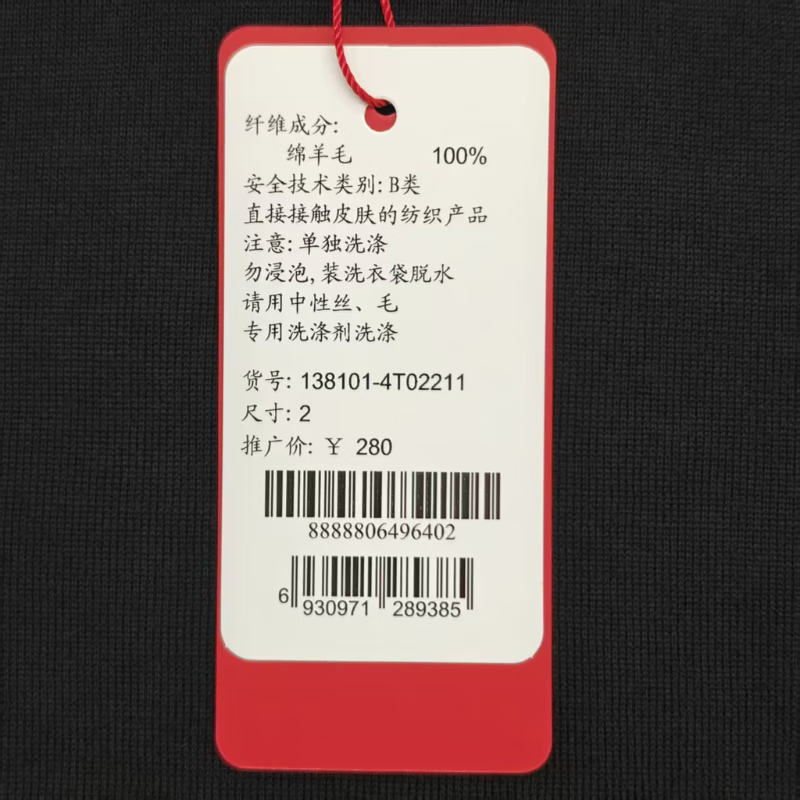 纤维成分:
绵羊毛 100%
安全技术类别: B类
直接接触皮肤的纺织产品
注意: 单独洗涤
勿浸泡, 装洗衣袋脱水
请用中性丝、毛
专用洗涤剂洗涤
货号: 138101-4T02211
尺寸: 2
推广价: ¥ 280
8888806496402
6 930971 289385